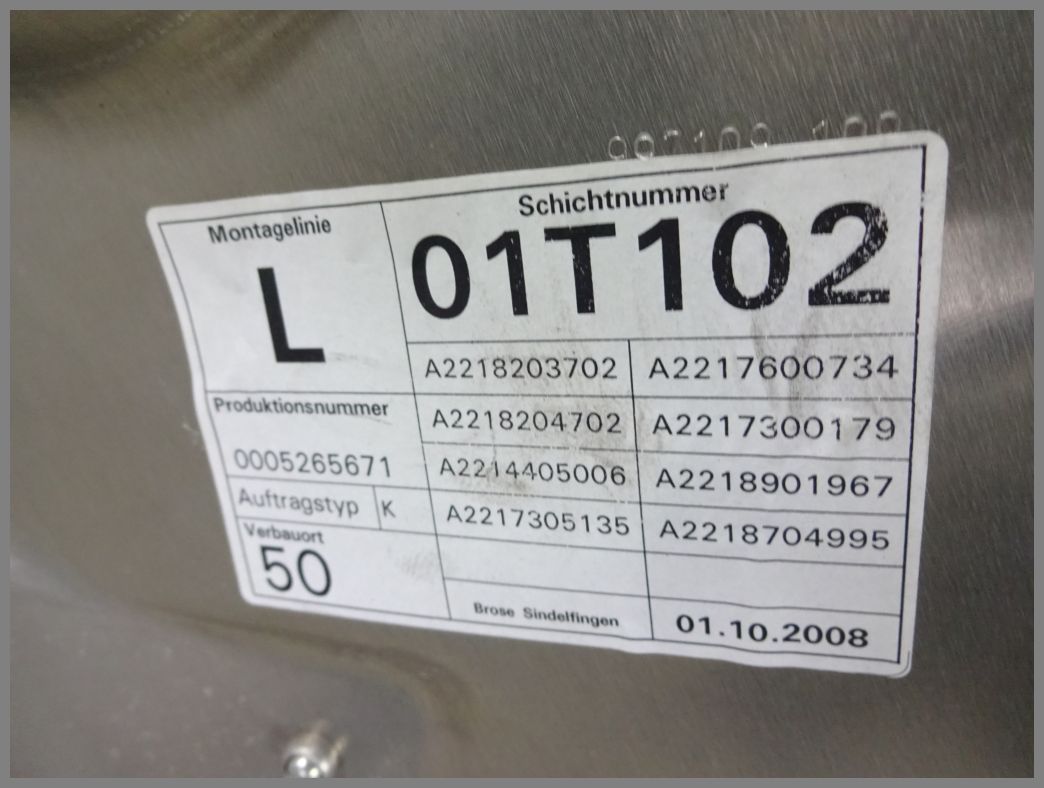 Montagelinie
L
Schichtnummer
01T102
A2218203702 A2217600734
A2218204702 A2217300179
A2214405006 A2218901967
A2217305135 A2218704995
Produktionsnummer
0005265671
Auftragstyp K
Verbauort
50
Brose Sindelfingen
01.10.2008